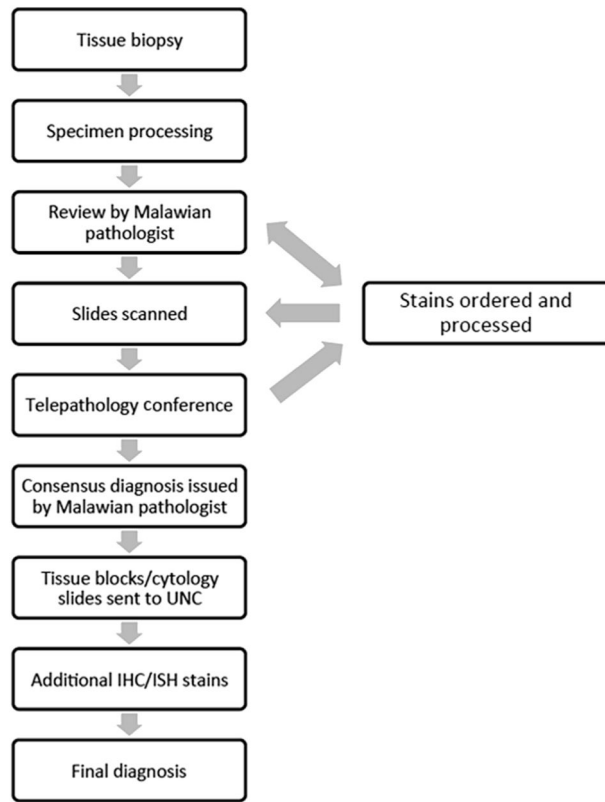 Tissue biopsy
Specimen processing
Review by Malawian
pathologist
Slides scanned
Stains ordered and
processed
Telepathology conference
Consensus diagnosis issued
by Malawian pathologist
Tissue blocks/cytology
slides sent to UNC
Additional IHC/ISH stains
Final diagnosis